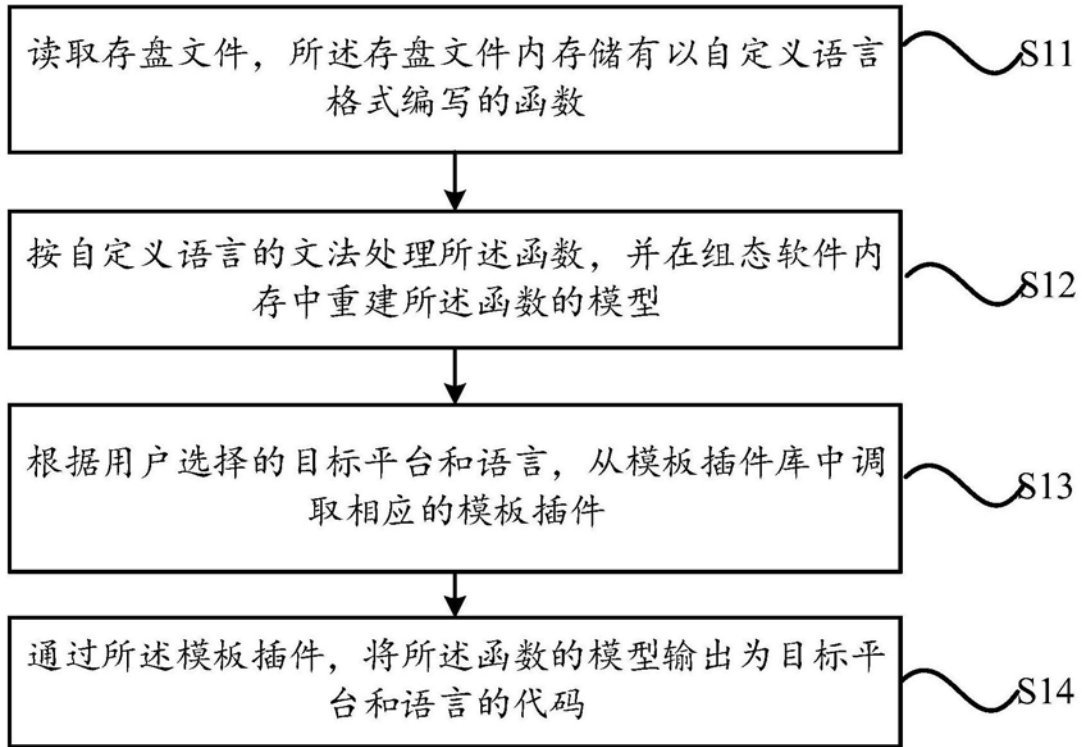 读取存盘文件，所述存盘文件内存储有以自定义语言
格式编写的函数
S11
按自定义语言的文法处理所述函数，并在组态软件内
存中重建所述函数的模型
S12
根据用户选择的目标平台和语言，从模板插件库中调
取相应的模板插件
S13
通过所述模板插件，将所述函数的模型输出为目标平
台和语言的代码
S14